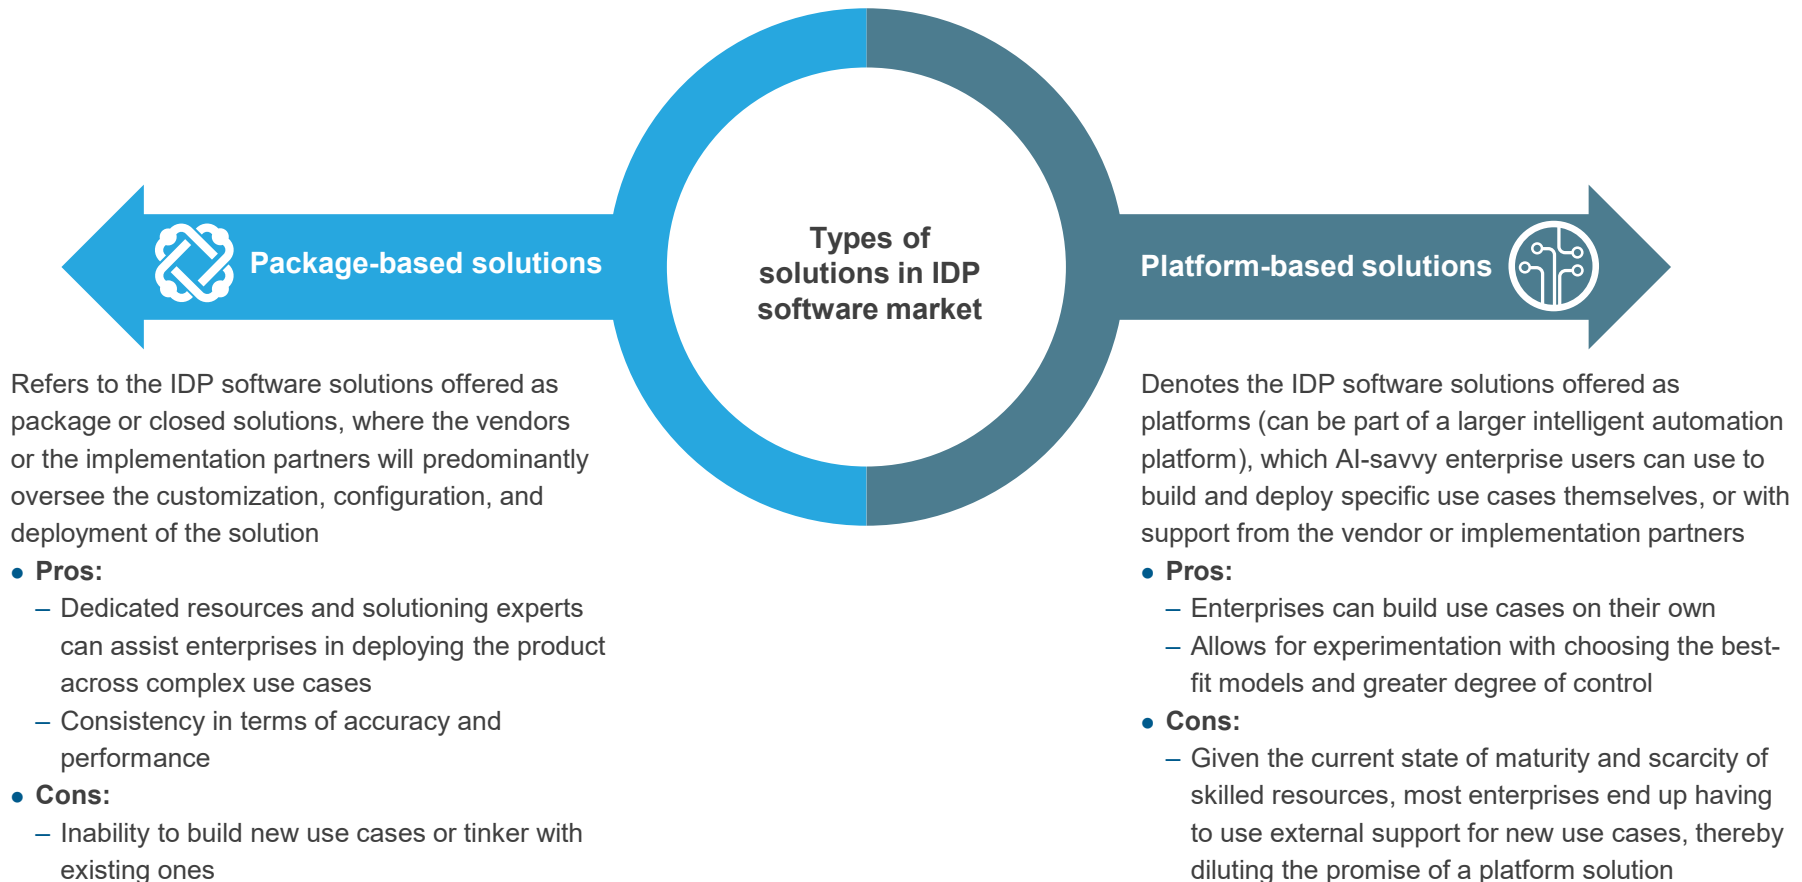 Types of
solutions in IDP
software market
Package-based solutions
Refers to the IDP software solutions offered as
package or closed solutions, where the vendors
or the implementation partners will predominantly
oversee the customization, configuration, and
deployment of the solution
● Pros:
– Dedicated resources and solutioning experts
can assist enterprises in deploying the product
across complex use cases
– Consistency in terms of accuracy and
performance
● Cons:
– Inability to build new use cases or tinker with
existing ones
Platform-based solutions
Denotes the IDP software solutions offered as
platforms (can be part of a larger intelligent automation
platform), which AI-savvy enterprise users can use to
build and deploy specific use cases themselves, or with
support from the vendor or implementation partners
● Pros:
– Enterprises can build use cases on their own
– Allows for experimentation with choosing the best-
fit models and greater degree of control
● Cons:
– Given the current state of maturity and scarcity of
skilled resources, most enterprises end up having
to use external support for new use cases, thereby
diluting the promise of a platform solution